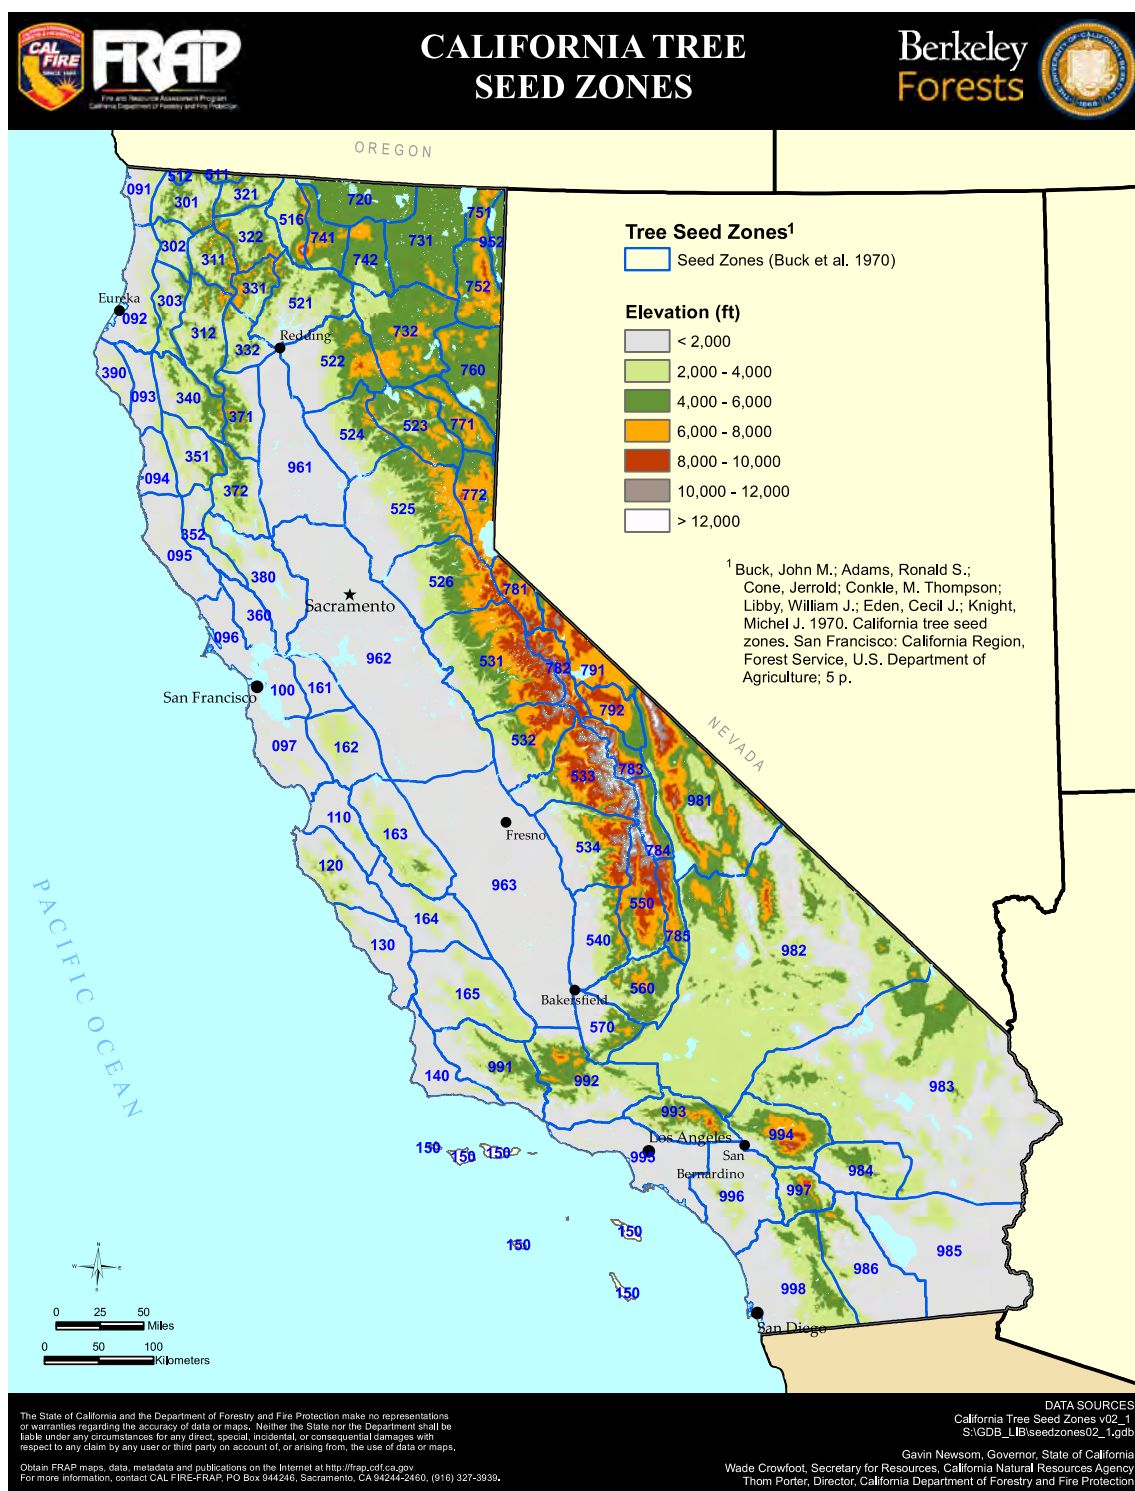 CAL
FIRE
SINCE 1885
FRAP
Fire and Resource Assessment Program
California Department of Forestry and Fire Protection
CALIFORNIA TREE
SEED ZONES
Berkeley
Forests
OREGON
091
512
511
301
321
720
516
751
302
322
741
731
952
311
742
331
752
Eureka
303
521
092
312
732
Redding
332
522
390
760
093
340
371
523
771
524
351
961
094
372
772
525
352
095
380
526
781
Sacramento
360
096
962
531
782
791
San Francisco
100
161
792
NEVADA
097
162
532
783
533
981
110
163
Fresno
534
784
120
963
550
164
130
540
785
982
165
560
Bakersfield
570
991
992
140
983
993
Los Angeles
994
150
150
150
995
San
Bernardino
984
996
997
150
150
985
986
998
150
San Diego
PACIFIC OCEAN
Tree Seed Zones1
Seed Zones (Buck et al. 1970)
Elevation (ft)
< 2,000
2,000 - 4,000
4,000 - 6,000
6,000 - 8,000
8,000 - 10,000
10,000 - 12,000
> 12,000
1 Buck, John M.; Adams, Ronald S.;
Cone, Jerrold; Conkle, M. Thompson;
Libby, William J.; Eden, Cecil J.; Knight,
Michel J. 1970. California tree seed
zones. San Francisco: California Region,
Forest Service, U.S. Department of
Agriculture; 5 p.
N
W E
S
0 25 50
Miles
0 50 100
Kilometers
The State of California and the Department of Forestry and Fire Protection make no representations
or warranties regarding the accuracy of data or maps. Neither the State nor the Department shall be
liable under any circumstances for any direct, special, incidental, or consequential damages with
respect to any claim by any user or third party on account of, or arising from, the use of data or maps.
Obtain FRAP maps, data, metadata and publications on the Internet at http://frap.cdf.ca.gov
For more information, contact CAL FIRE-FRAP, PO Box 944246, Sacramento, CA 94244-2460, (916) 327-3939.
DATA SOURCES
California Tree Seed Zones v02_1
S:\GDB_LIB\seedzones02_1.gdb
Gavin Newsom, Governor, State of California
Wade Crowfoot, Secretary for Resources, California Natural Resources Agency
Thom Porter, Director, California Department of Forestry and Fire Protection